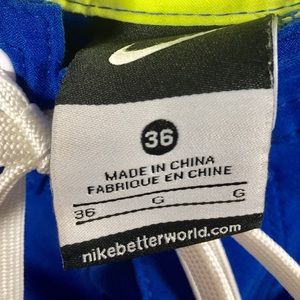 36
MADE IN CHINA
FABRIQUE EN CHINE
36 G G
nikebetterworld.com